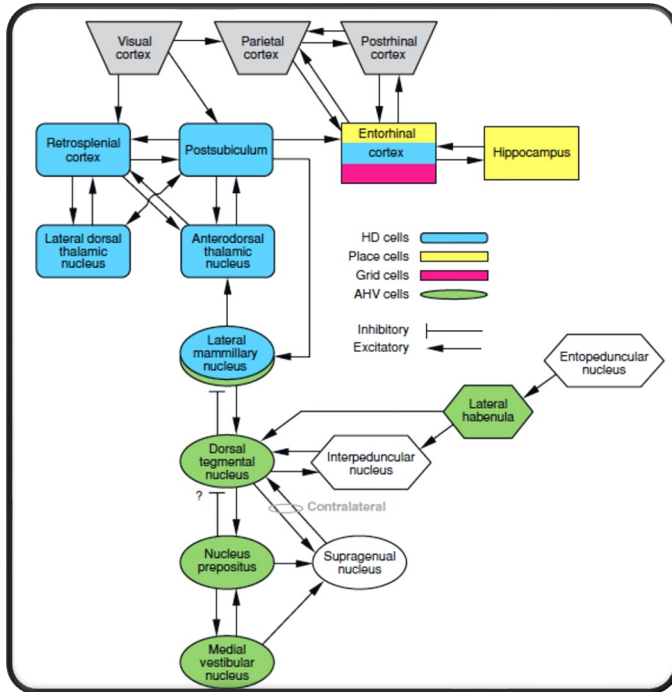 Visual
cortex
Parietal
cortex
Postrhinal
cortex
Retrosplenial
cortex
Postsubiculum
Entorhinal
cortex
Hippocampus
Lateral dorsal
thalamic
nucleus
Anterodorsal
thalamic
nucleus
HD cells
Place cells
Grid cells
AHV cells
Inhibitory
Excitatory
Lateral
mammillary
nucleus
Entopeduncular
nucleus
Lateral
habenula
Dorsal
tegmental
nucleus
Interpeduncular
nucleus
?
Contralateral
Nucleus
prepositus
Supragenual
nucleus
Medial
vestibular
nucleus